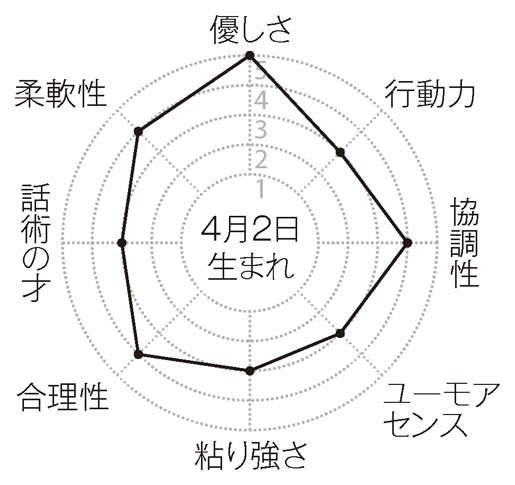 優しさ
行動力
協調性
ユーモア
センス
粘り強さ
合理性
話術の才
柔軟性
5
4
3
2
1
4月2日
生まれ